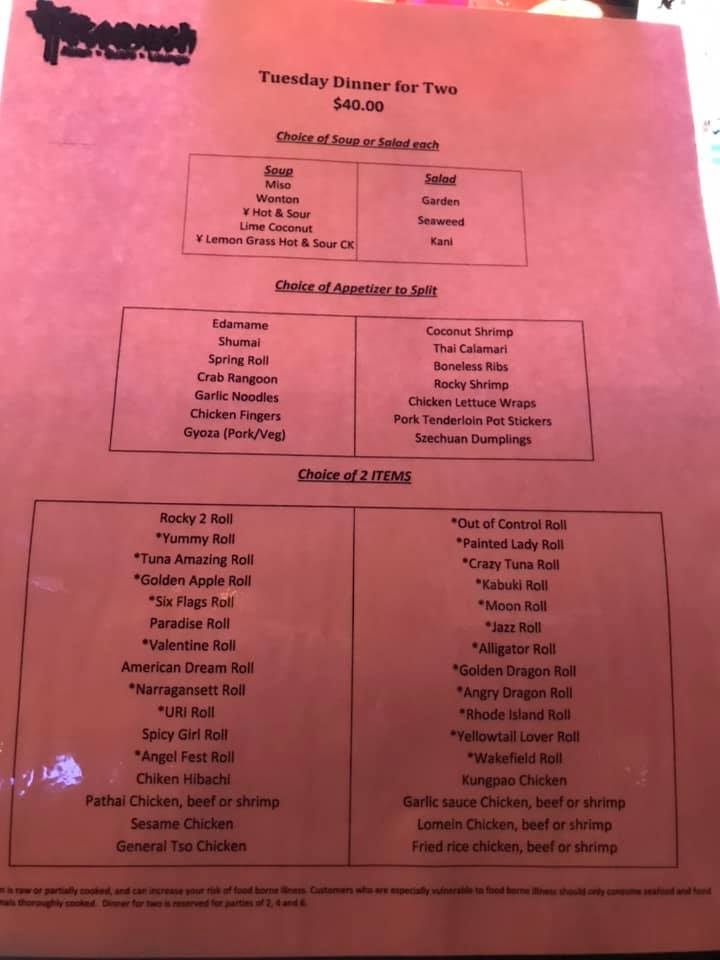 Tuesday Dinner for Two
$40.00
Choice of Soup or Salad each
Soup
Miso
Wonton
¥ Hot & Sour
Lime Coconut
¥ Lemon Grass Hot & Sour CK
Salad
Garden
Seaweed
Kani
Choice of Appetizer to Split
Edamame
Shumai
Spring Roll
Crab Rangoon
Garlic Noodles
Chicken Fingers
Gyoza (Pork/Veg)
Coconut Shrimp
Thai Calamari
Boneless Ribs
Rocky Shrimp
Chicken Lettuce Wraps
Pork Tenderloin Pot Stickers
Szechuan Dumplings
Choice of 2 ITEMS
Rocky 2 Roll
*Yummy Roll
*Tuna Amazing Roll
*Golden Apple Roll
*Six Flags Roll
Paradise Roll
*Valentine Roll
American Dream Roll
*Narragansett Roll
*URI Roll
Spicy Girl Roll
*Angel Fest Roll
Chiken Hibachi
Pathai Chicken, beef or shrimp
Sesame Chicken
General Tso Chicken
*Out of Control Roll
*Painted Lady Roll
*Crazy Tuna Roll
*Kabuki Roll
*Moon Roll
*Jazz Roll
*Alligator Roll
*Golden Dragon Roll
*Angry Dragon Roll
*Rhode Island Roll
*Yellowtail Lover Roll
*Wakefield Roll
Kungpao Chicken
Garlic sauce Chicken, beef or shrimp
Lomein Chicken, beef or shrimp
Fried rice chicken, beef or shrimp
is raw or partially cooked, and can increase your risk of food borne illness. Customers who are especially vulnerable to food borne illness should only consume seafood and food
thoroughly cooked. Dinner for two is reserved for parties of 2, 4 and 6.